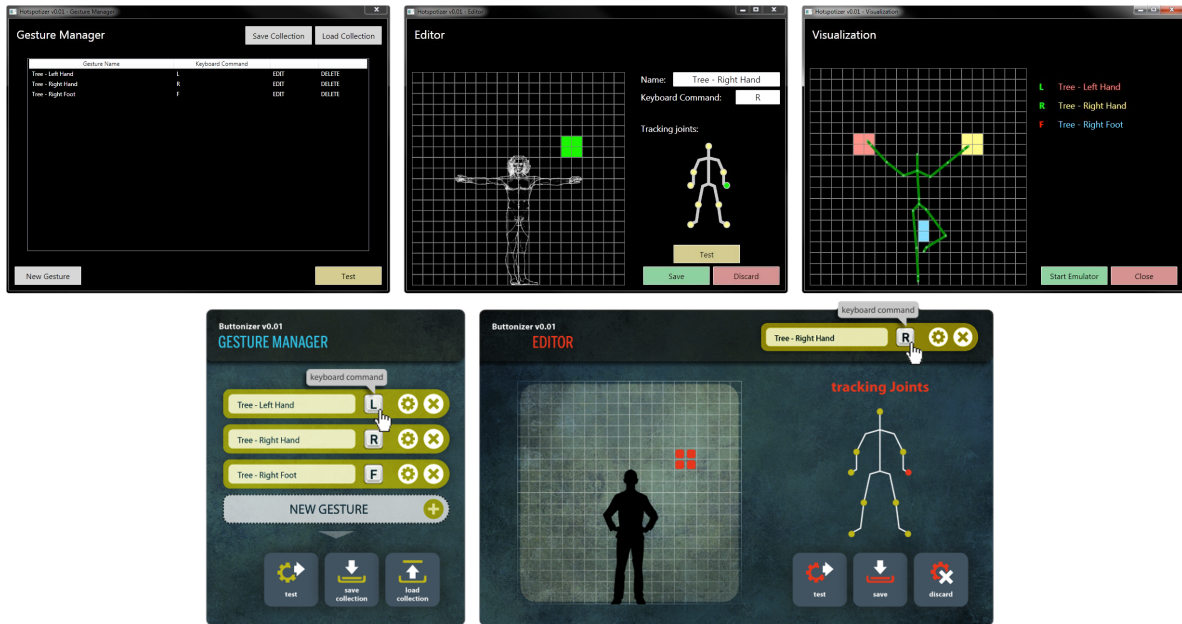 Hotspotizer v0.01 - Gesture Manager
Gesture Manager
Save Collection
Load Collection
Gesture Name Keyboard Command
Tree - Left Hand L EDIT DELETE
Tree - Right Hand R EDIT DELETE
Tree - Right Foot F EDIT DELETE
New Gesture
Test
Hotspotizer v0.01 - Editor
Editor
Name: Tree - Right Hand
Keyboard Command: R
Tracking joints:
Test
Save
Discard
Hotspotizer v0.01 - Visualization
Visualization
L Tree - Left Hand
R Tree - Right Hand
F Tree - Right Foot
Start Emulator
Close
Buttonizer v0.01
GESTURE MANAGER
keyboard command
Tree - Left Hand L
Tree - Right Hand R
Tree - Right Foot F
NEW GESTURE
test
save
collection
load
collection
Buttonizer v0.01
EDITOR
keyboard command
Tree - Right Hand R
tracking Joints
test
save
discard